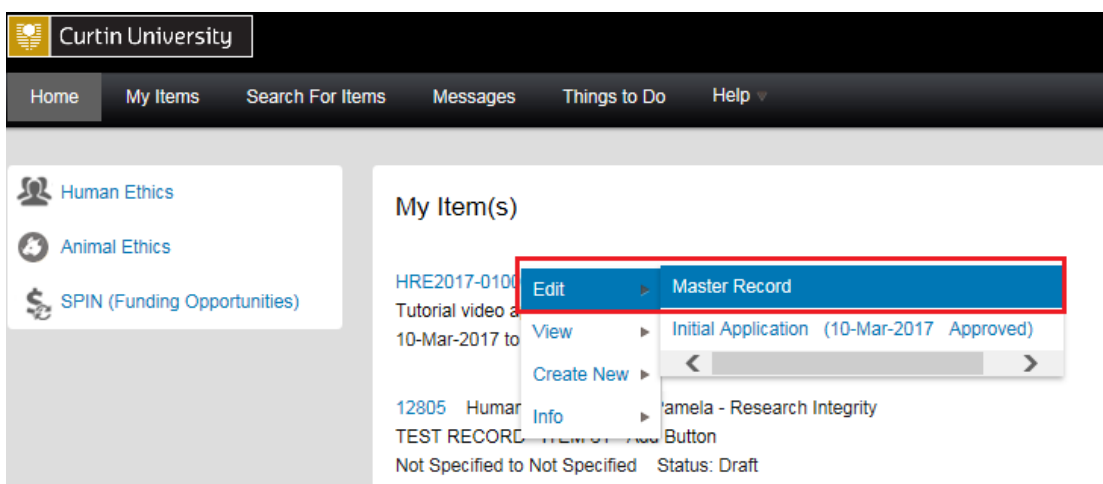 Curtin University
Home My Items Search For Items Messages Things to Do Help
Human Ethics
Animal Ethics
SPIN (Funding Opportunities)
My Item(s)
HRE2017-0100
Tutorial video a
10-Mar-2017 to
Edit Master Record
View Initial Application (10-Mar-2017 Approved)
Create New
Info
12805 Human amela - Research Integrity
TEST RECORD Button
Not Specified to Not Specified Status: Draft